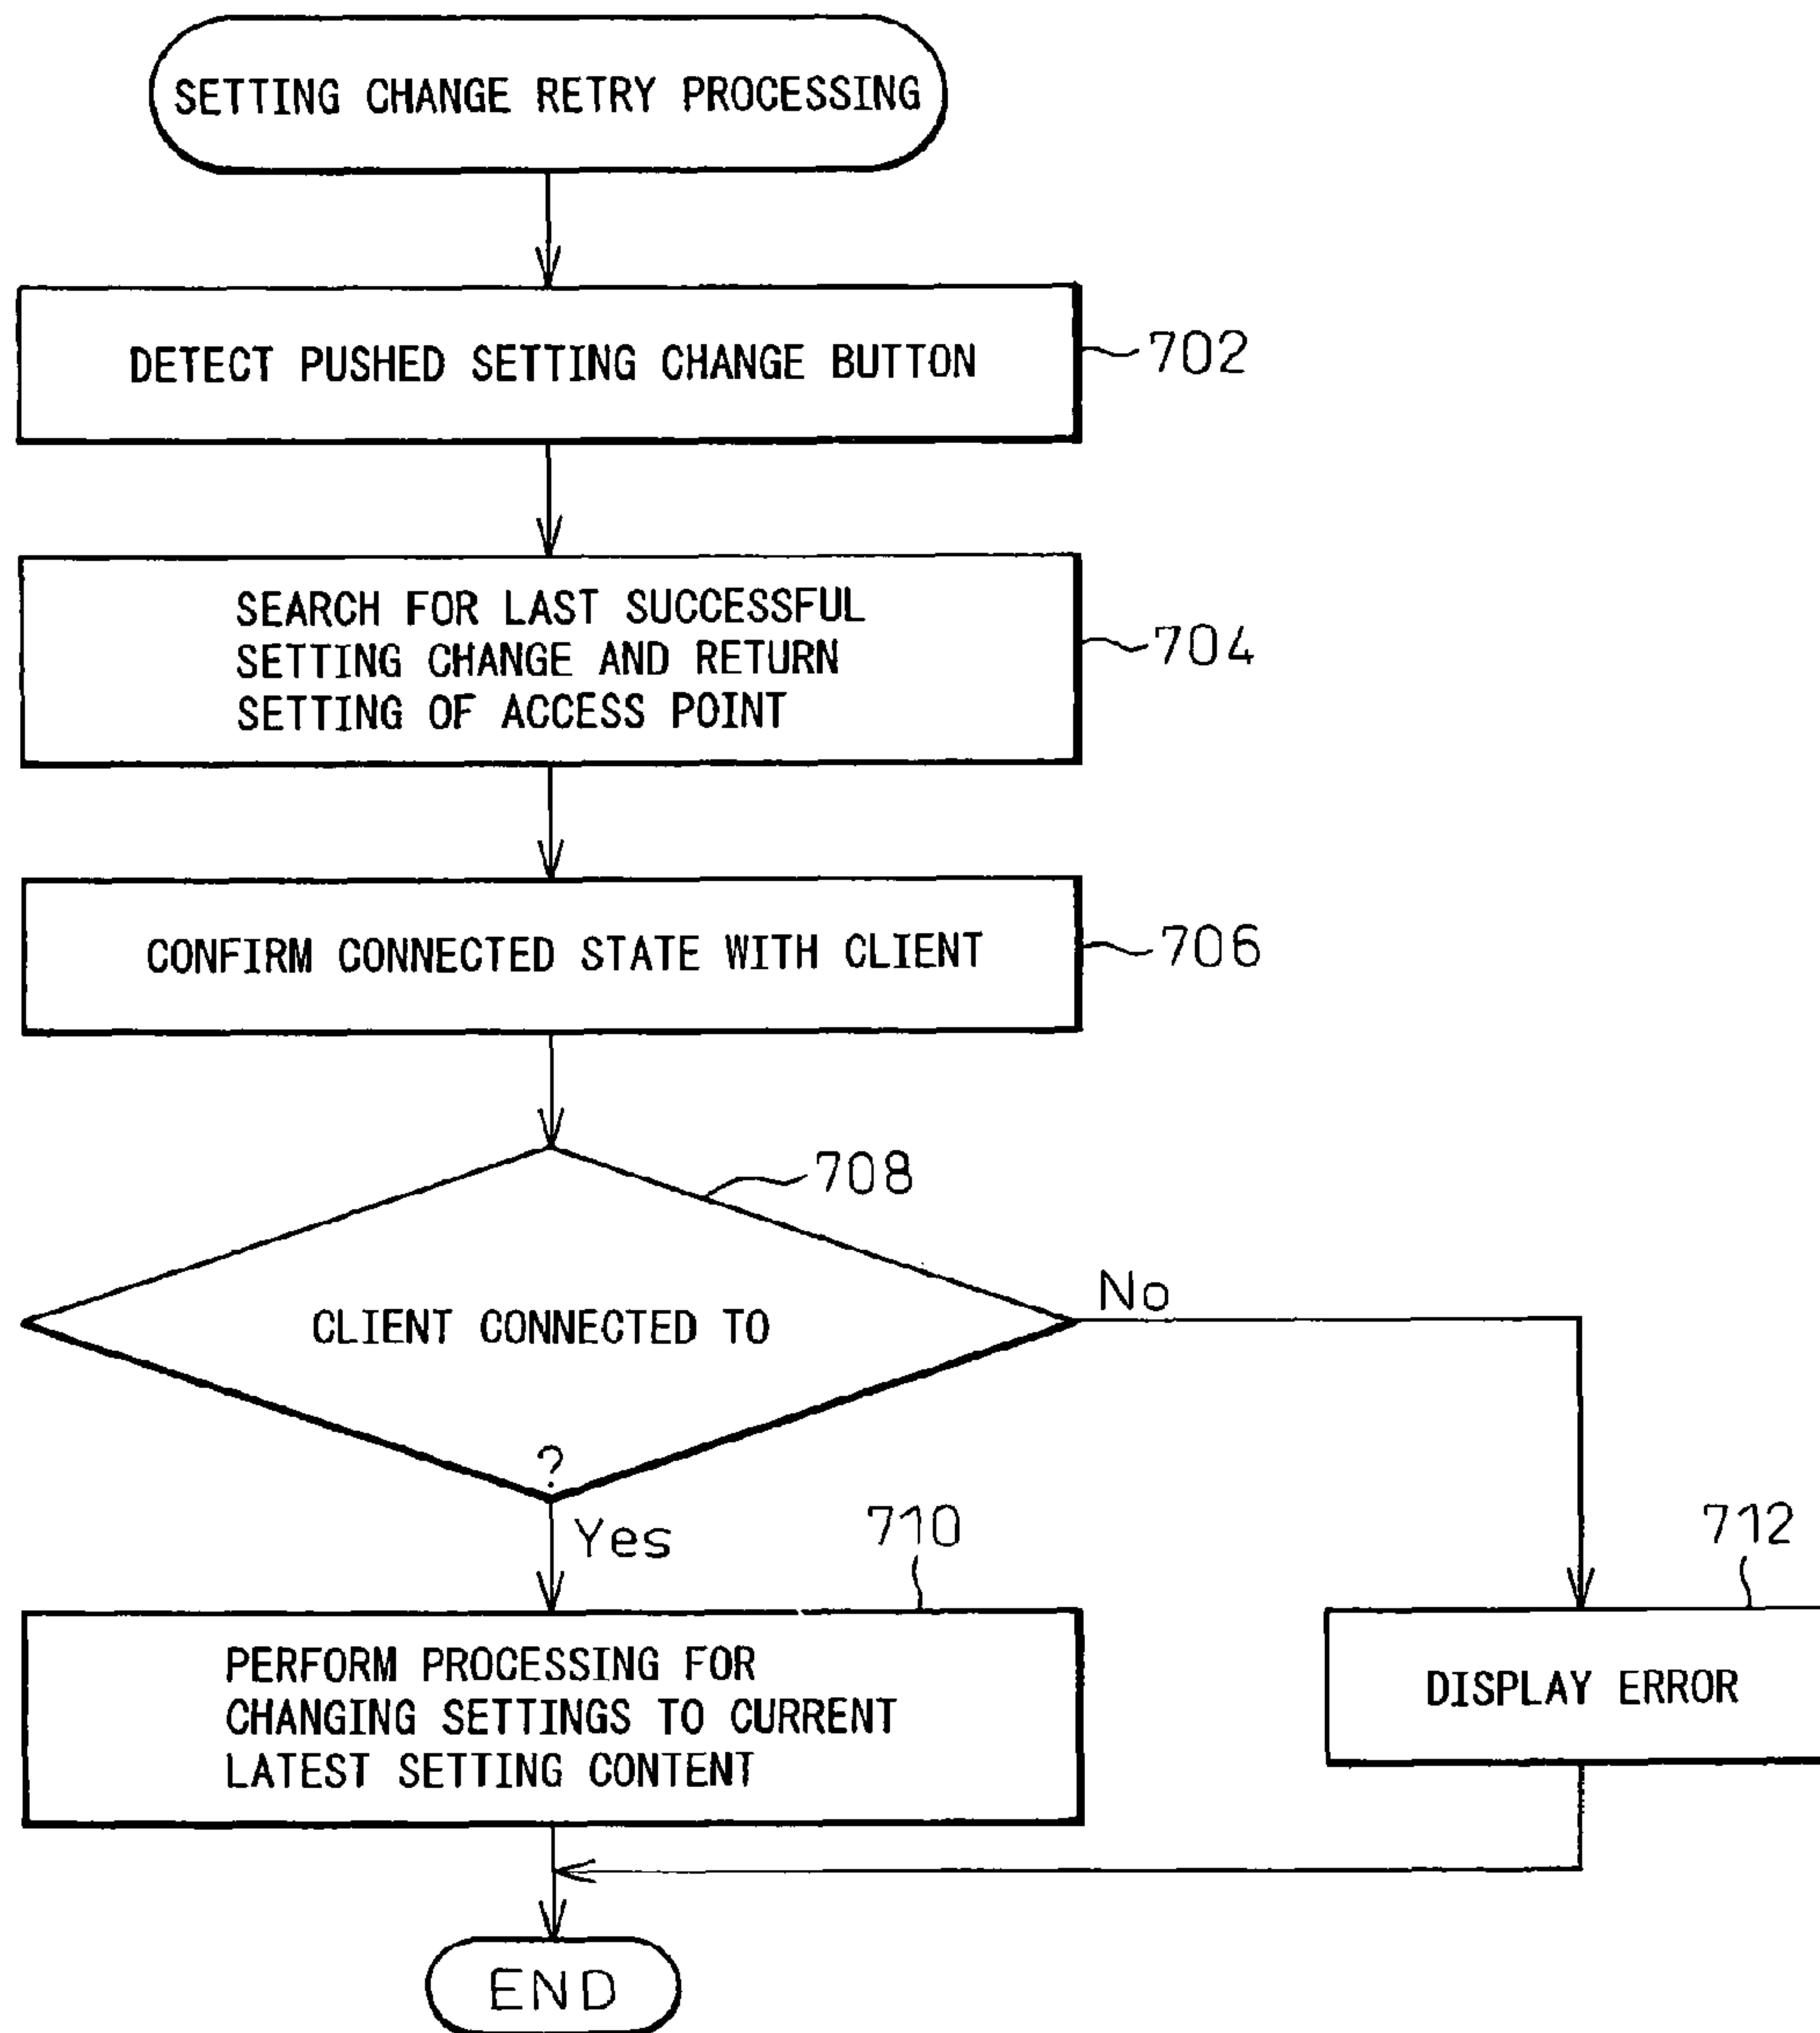 SETTING CHANGE RETRY PROCESSING
DETECT PUSHED SETTING CHANGE BUTTON
702
SEARCH FOR LAST SUCCESSFUL
SETTING CHANGE AND RETURN
SETTING OF ACCESS POINT
704
CONFIRM CONNECTED STATE WITH CLIENT
706
708
CLIENT CONNECTED TO
?
No
Yes
710
PERFORM PROCESSING FOR
CHANGING SETTINGS TO CURRENT
LATEST SETTING CONTENT
712
DISPLAY ERROR
END